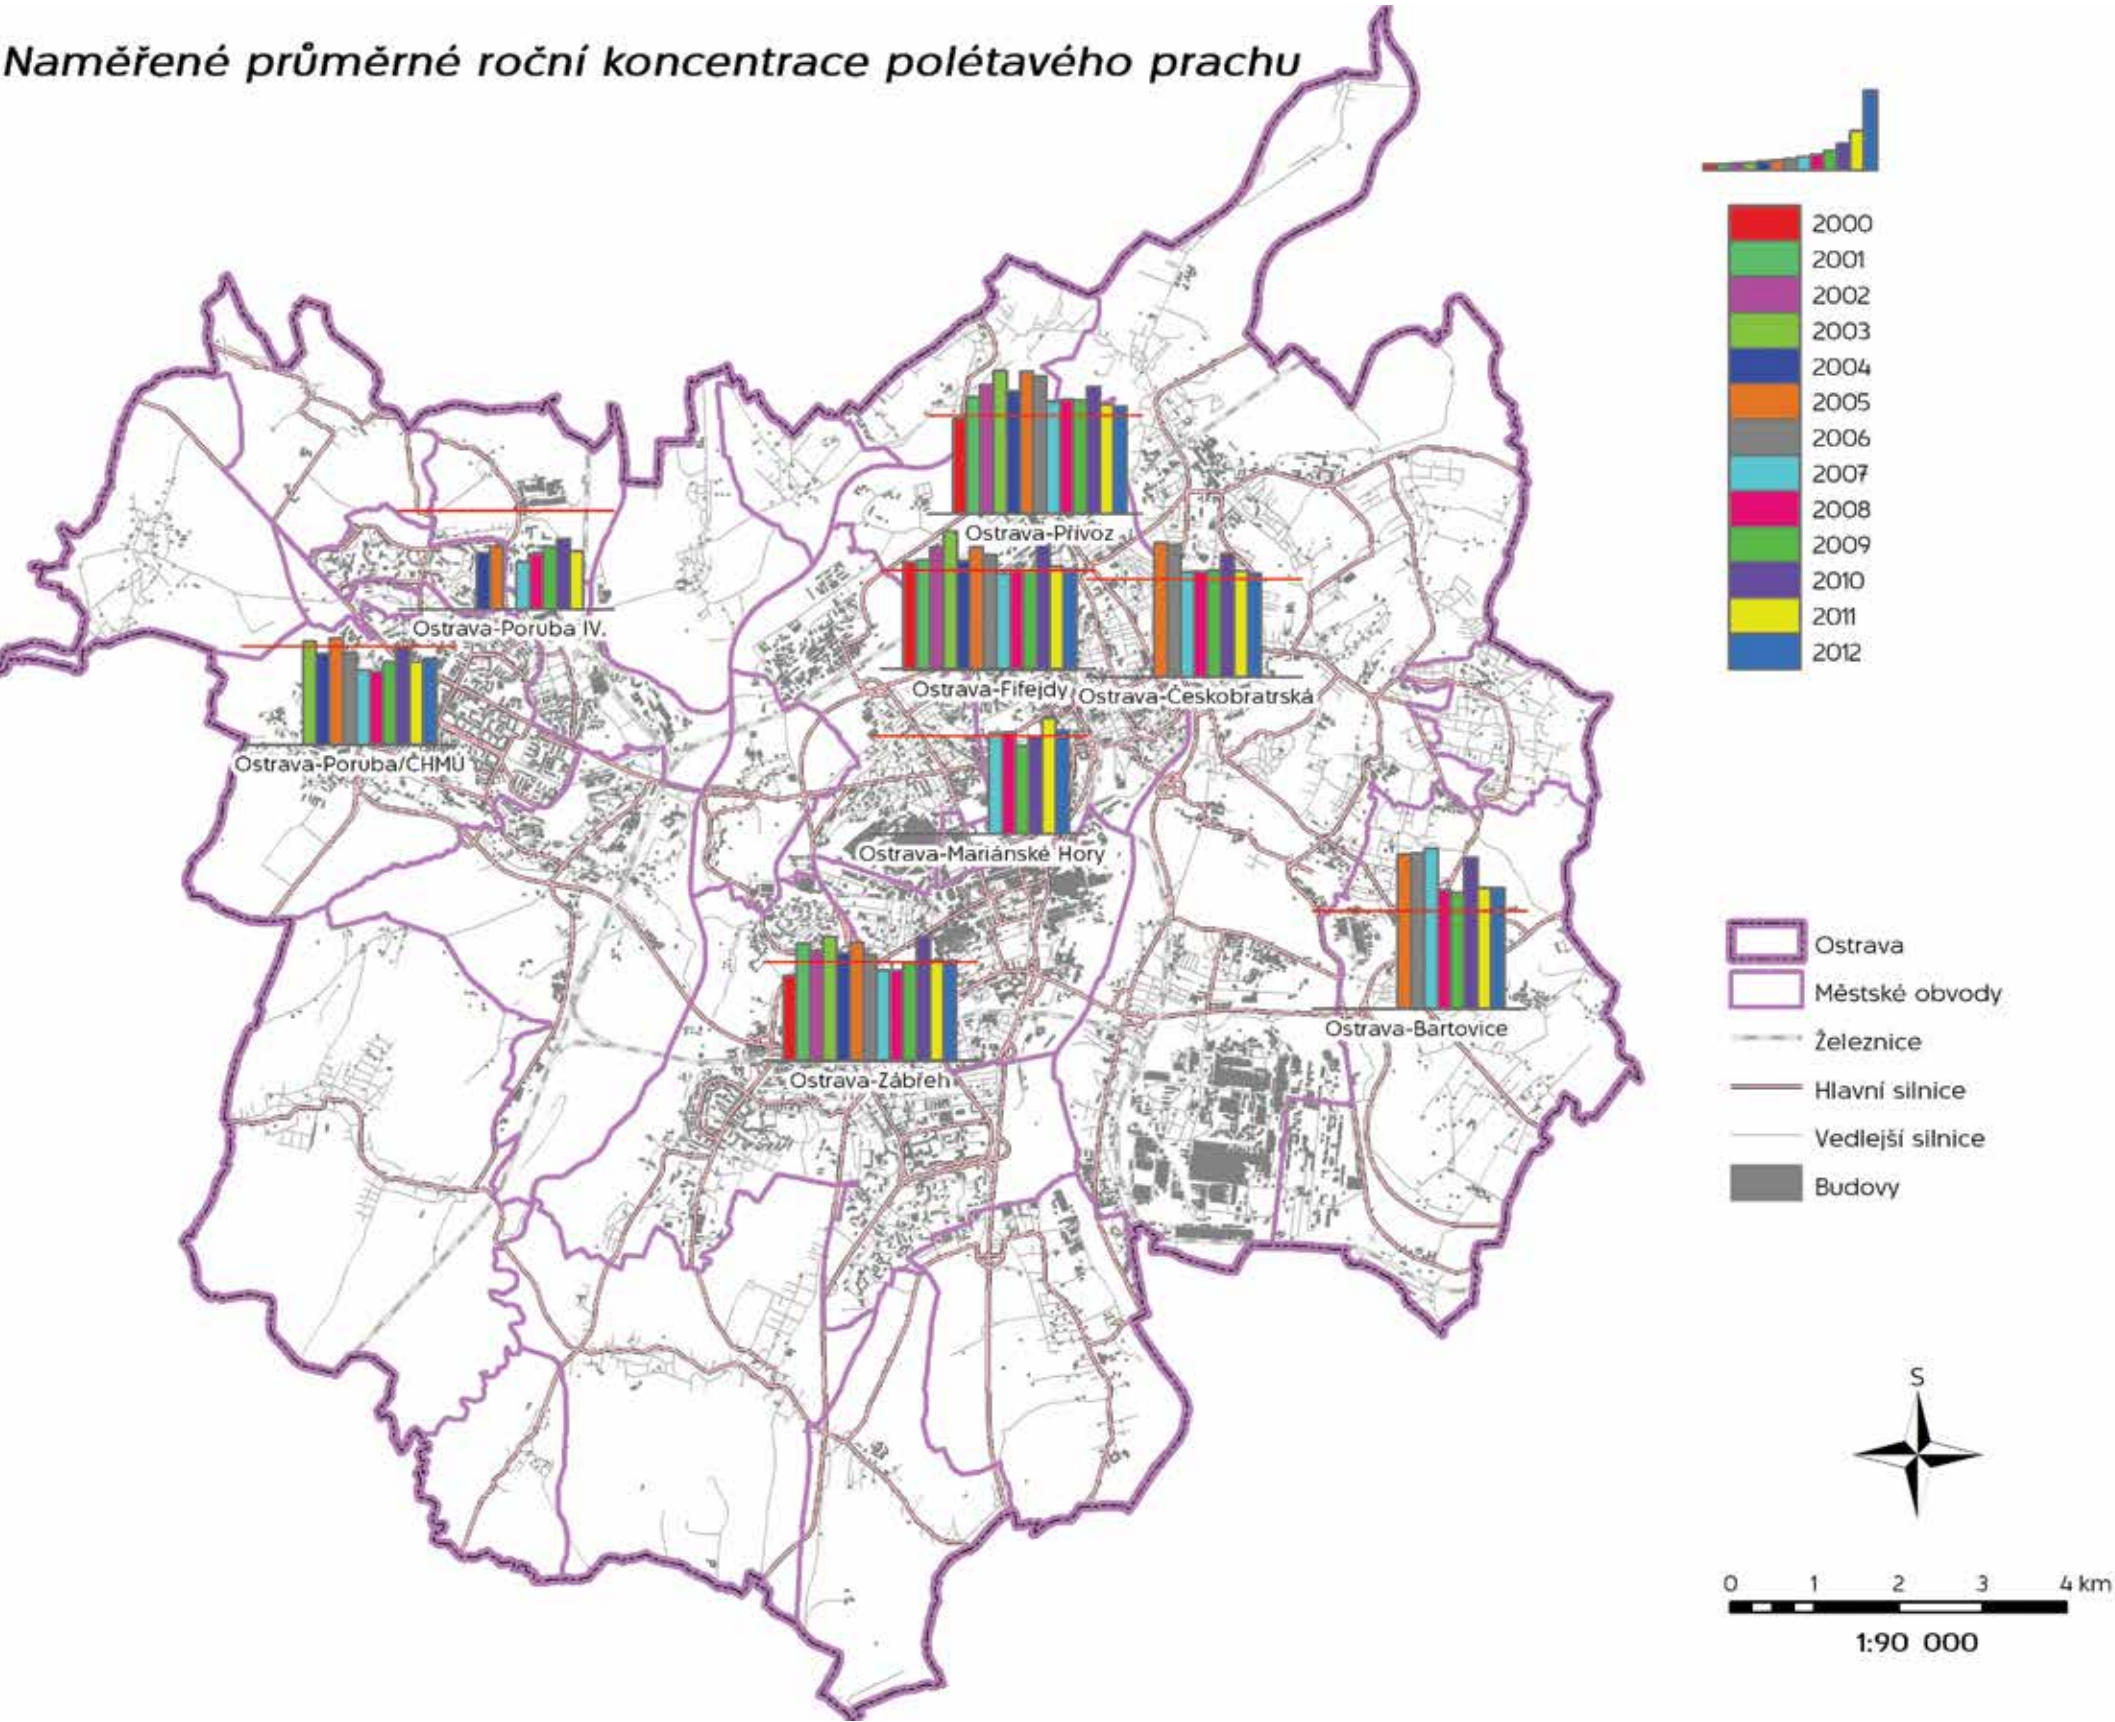 Naměřené průměrné roční koncentrace polétavého prachu
2000
2001
2002
2003
2004
2005
2006
2007
2008
2009
2010
2011
2012
Ostrava-Přívoz
Ostrava-Poruba IV.
Ostrava-Fifejdy
Ostrava-Českobratrská
Ostrava-Poruba/ČHMÚ
Ostrava-Mariánské Hory
Ostrava-Bartovice
Ostrava-Zábřeh
Ostrava
Městské obvody
Železnice
Hlavní silnice
Vedlejší silnice
Budovy
S
0 1 2 3 4 km
1:90 000